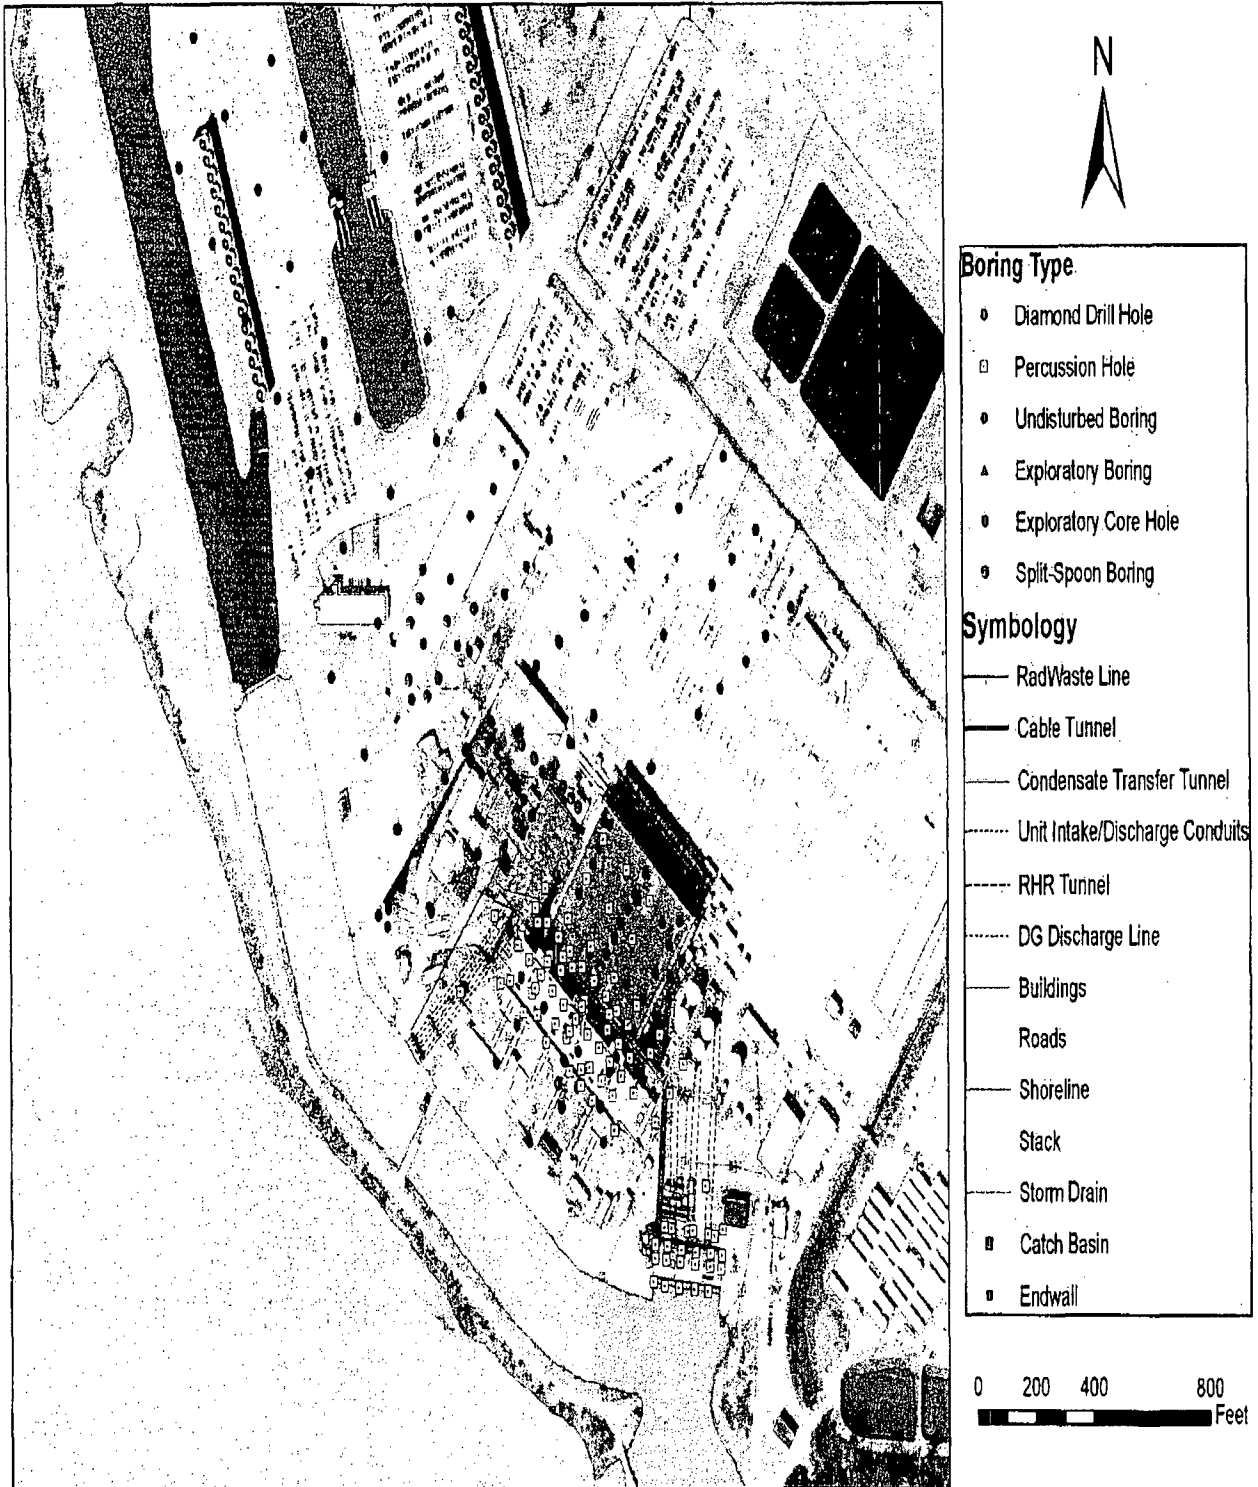 N
Boring Type
Diamond Drill Hole
Percussion Hole
Undisturbed Boring
Exploratory Boring
Exploratory Core Hole
Split-Spoon Boring
Symbology
RadWaste Line
Cable Tunnel
Condensate Transfer Tunnel
Unit Intake/Discharge Conduits
RHR Tunnel
DG Discharge Line
Buildings
Roads
Shoreline
Stack
Storm Drain
Catch Basin
Endwall
0 200 400 800
Feet